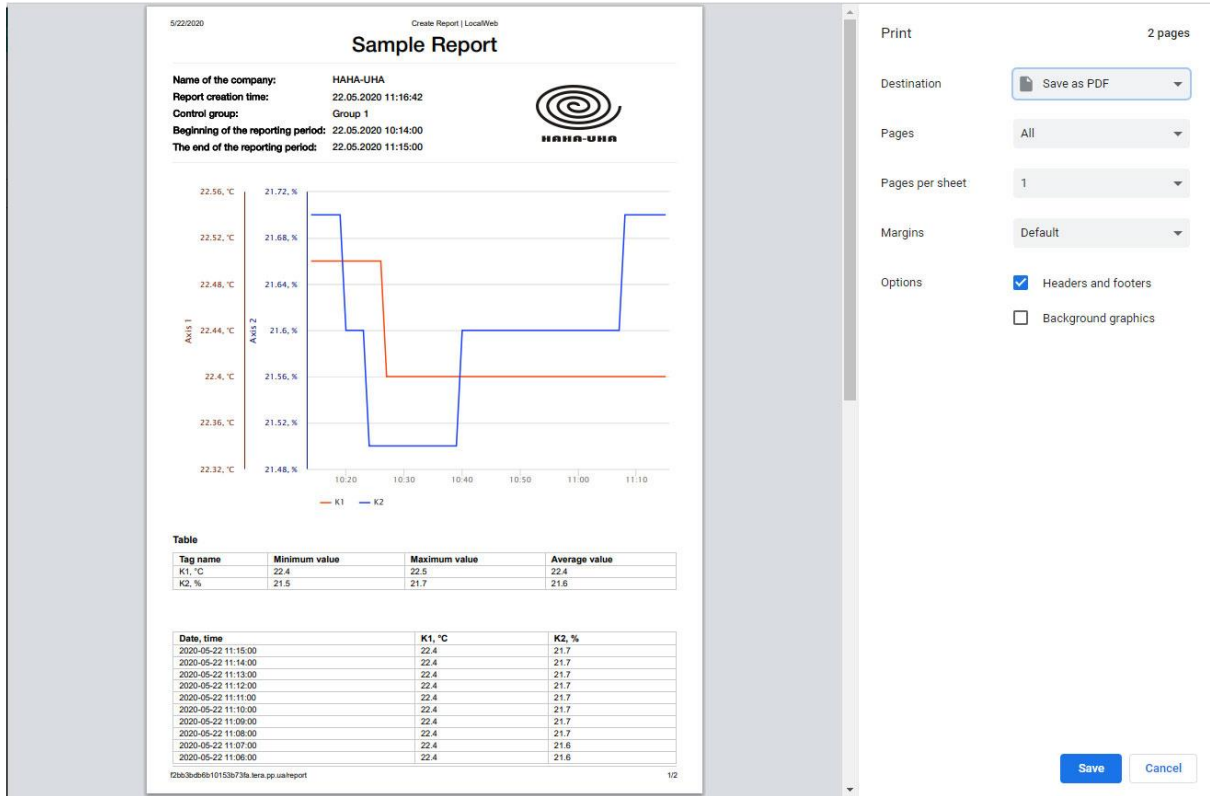 5/22/2020 Create Report | LocalWeb
Sample Report
Name of the company: HAHA-UHA
Report creation time: 22.05.2020 11:16:42
Control group: Group 1
Beginning of the reporting period: 22.05.2020 10:14:00
The end of the reporting period: 22.05.2020 11:15:00
HAHA-UHA
22.56, °C 21.72, %
22.52, °C 21.68, %
22.48, °C 21.64, %
Axis 1 22.44, °C Axis 2 21.6, %
22.4, °C 21.56, %
22.36, °C 21.52, %
22.32, °C 21.48, %
10:20 10:30 10:40 10:50 11:00 11:10
K1 K2
Table
Tag name Minimum value Maximum value Average value
K1, °C 22.4 22.5 22.4
K2, % 21.5 21.7 21.6
Date, time K1, °C K2, %
2020-05-22 11:15:00 22.4 21.7
2020-05-22 11:14:00 22.4 21.7
2020-05-22 11:13:00 22.4 21.7
2020-05-22 11:12:00 22.4 21.7
2020-05-22 11:11:00 22.4 21.7
2020-05-22 11:10:00 22.4 21.7
2020-05-22 11:09:00 22.4 21.7
2020-05-22 11:08:00 22.4 21.7
2020-05-22 11:07:00 22.4 21.6
2020-05-22 11:06:00 22.4 21.6
f2bb3bdb6b10153b73fa.tera.pp.ua/report 1/2
Print 2 pages
Destination Save as PDF
Pages All
Pages per sheet 1
Margins Default
Options Headers and footers
Background graphics
Save Cancel